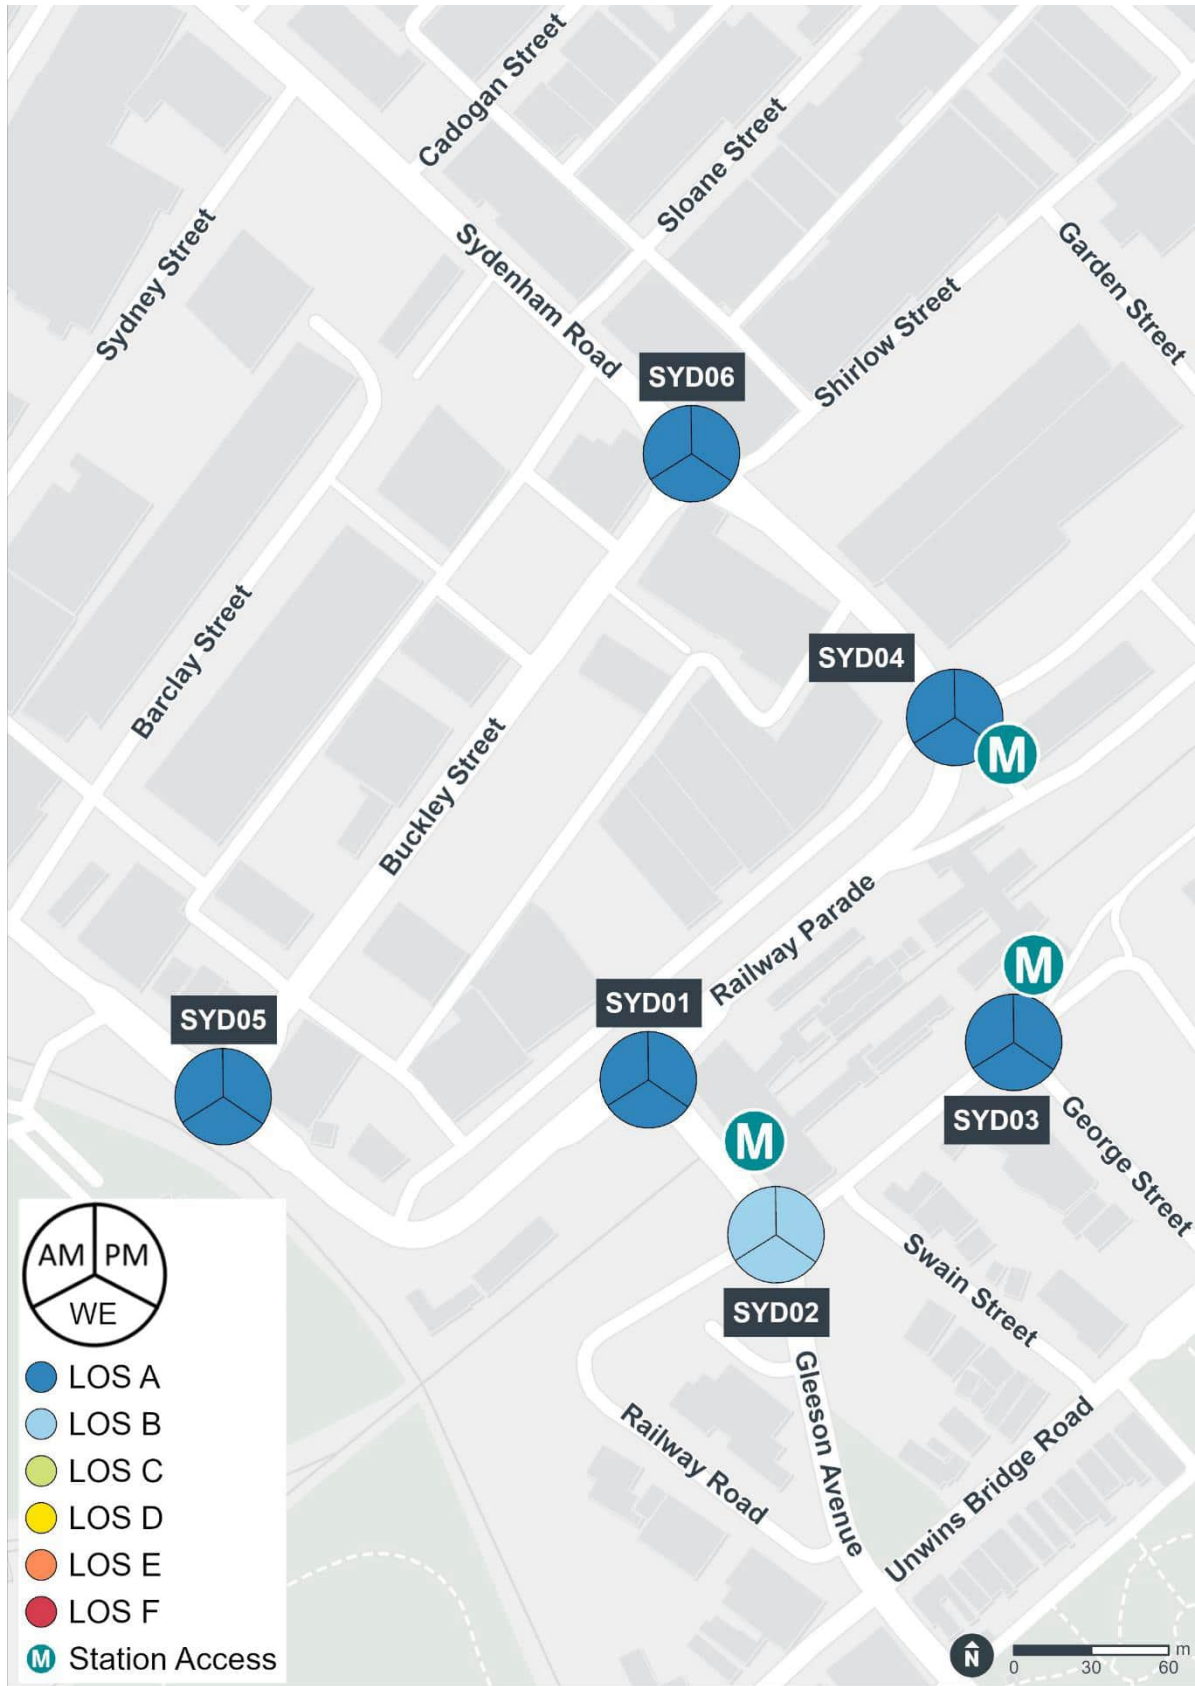 Cadogan Street
Sloane Street
Sydney Street
Sydenham Road
Garden Street
Shirlow Street
SYD06
Barclay Street
SYD04
Buckley Street
M
Railway Parade
M
SYD05
SYD01
SYD03
George Street
M
Swain Street
SYD02
Gleeson Avenue
Railway Road
Unwins Bridge Road
AM PM
WE
LOS A
LOS B
LOS C
LOS D
LOS E
LOS F
M Station Access
N
m
0 30 60